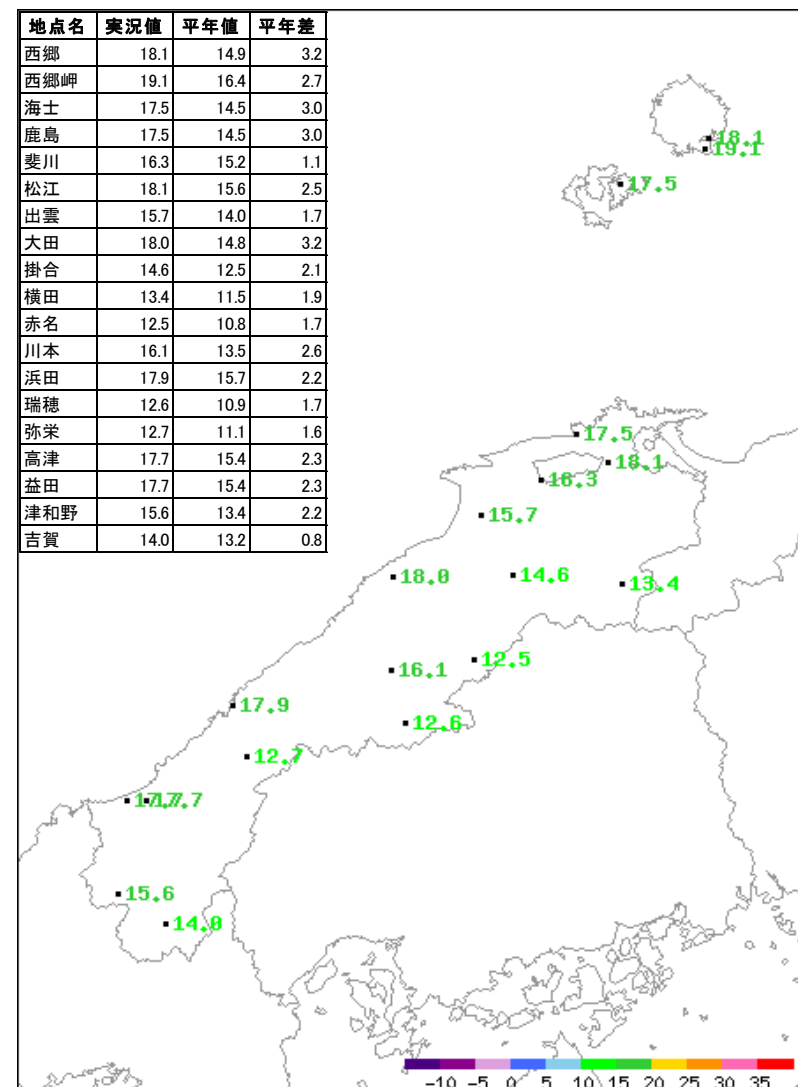 地点名 実況値 平年値 平年差
西郷 18.1 14.9 3.2
西郷岬 19.1 16.4 2.7
海士 17.5 14.5 3.0
鹿島 17.5 14.5 3.0
斐川 16.3 15.2 1.1
松江 18.1 15.6 2.5
出雲 15.7 14.0 1.7
大田 18.0 14.8 3.2
掛合 14.6 12.5 2.1
横田 13.4 11.5 1.9
赤名 12.5 10.8 1.7
川本 16.1 13.5 2.6
浜田 17.9 15.7 2.2
瑞穂 12.6 10.9 1.7
弥栄 12.7 11.1 1.6
高津 17.7 15.4 2.3
益田 17.7 15.4 2.3
津和野 15.6 13.4 2.2
吉賀 14.0 13.2 0.8
18.1
19.1
17.5
17.5
18.1
16.3
15.7
18.0 14.6 13.4
12.5
16.1
17.9
12.6
12.7
17.7 17.7
15.6
14.0
-10 -5 0 5 10 15 20 25 30 35